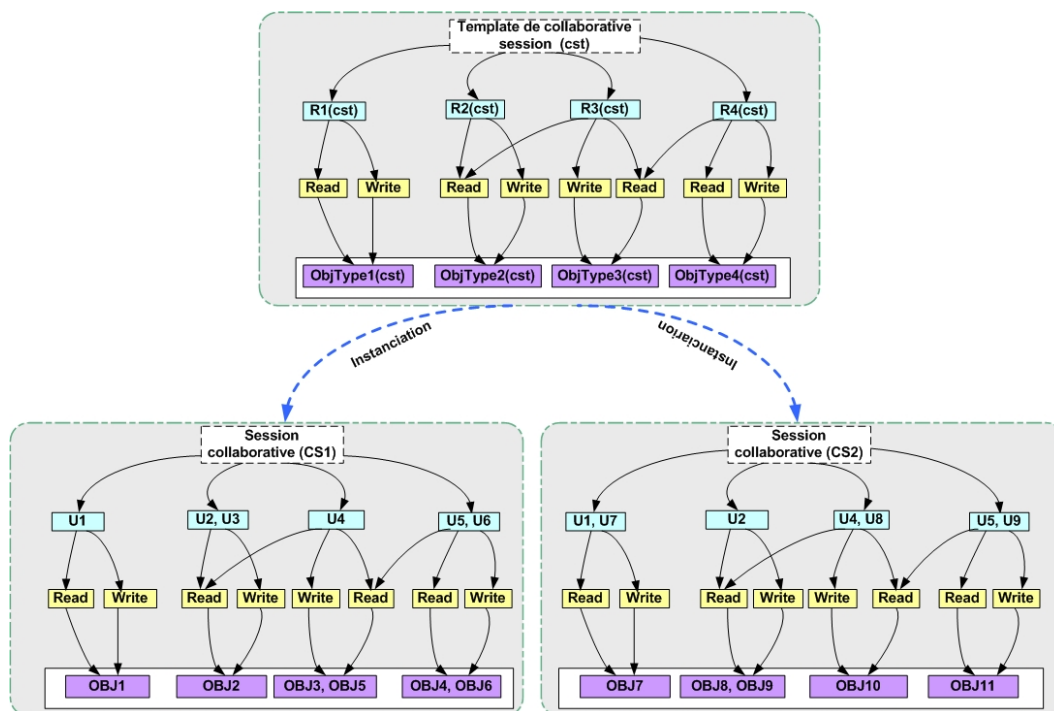 Template de collaborative
session (cst)
R1(cst) R2(cst) R3(cst) R4(cst)
Read Write Read Write Write Read Read Write
ObjType1(cst) ObjType2(cst) ObjType3(cst) ObjType4(cst)
Instanciation
Instanciarion
Session
collaborative (CS1)
U1 U2, U3 U4 U5, U6
Read Write Read Write Write Read Read Write
OBJ1 OBJ2 OBJ3, OBJ5 OBJ4, OBJ6
Session
collaborative (CS2)
U1, U7 U2 U4, U8 U5, U9
Read Write Read Write Write Read Read Write
OBJ7 OBJ8, OBJ9 OBJ10 OBJ11